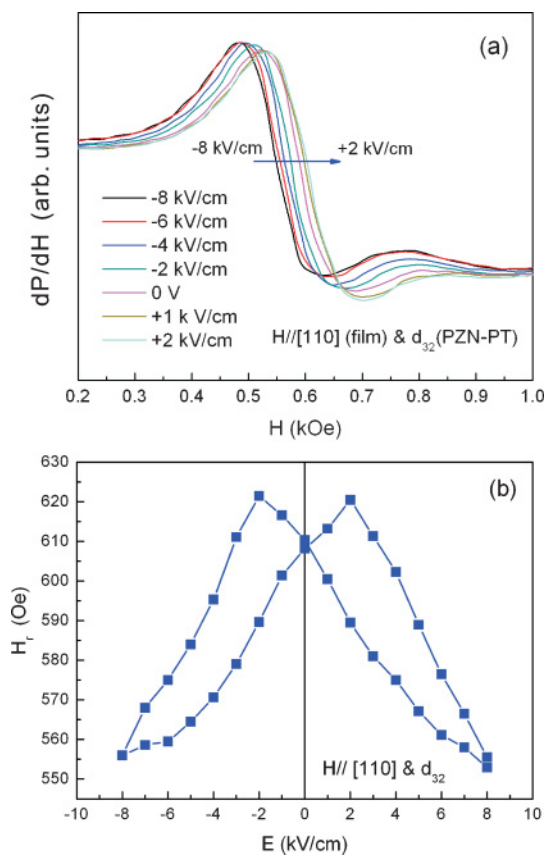 (a)
dP/dH (arb. units)
-8 kV/cm +2 kV/cm
-8 kV/cm
-6 kV/cm
-4 kV/cm
-2 kV/cm
0 V
+1 k V/cm
+2 kV/cm
H//[110] (film) & d32(PZN-PT)
0.2 0.3 0.4 0.5 0.6 0.7 0.8 0.9 1.0
H (kOe)
(b)
630
620
610
600
590
580
570
560
550
Hr (Oe)
H// [110] & d32
-10 -8 -6 -4 -2 0 2 4 6 8 10
E (kV/cm)